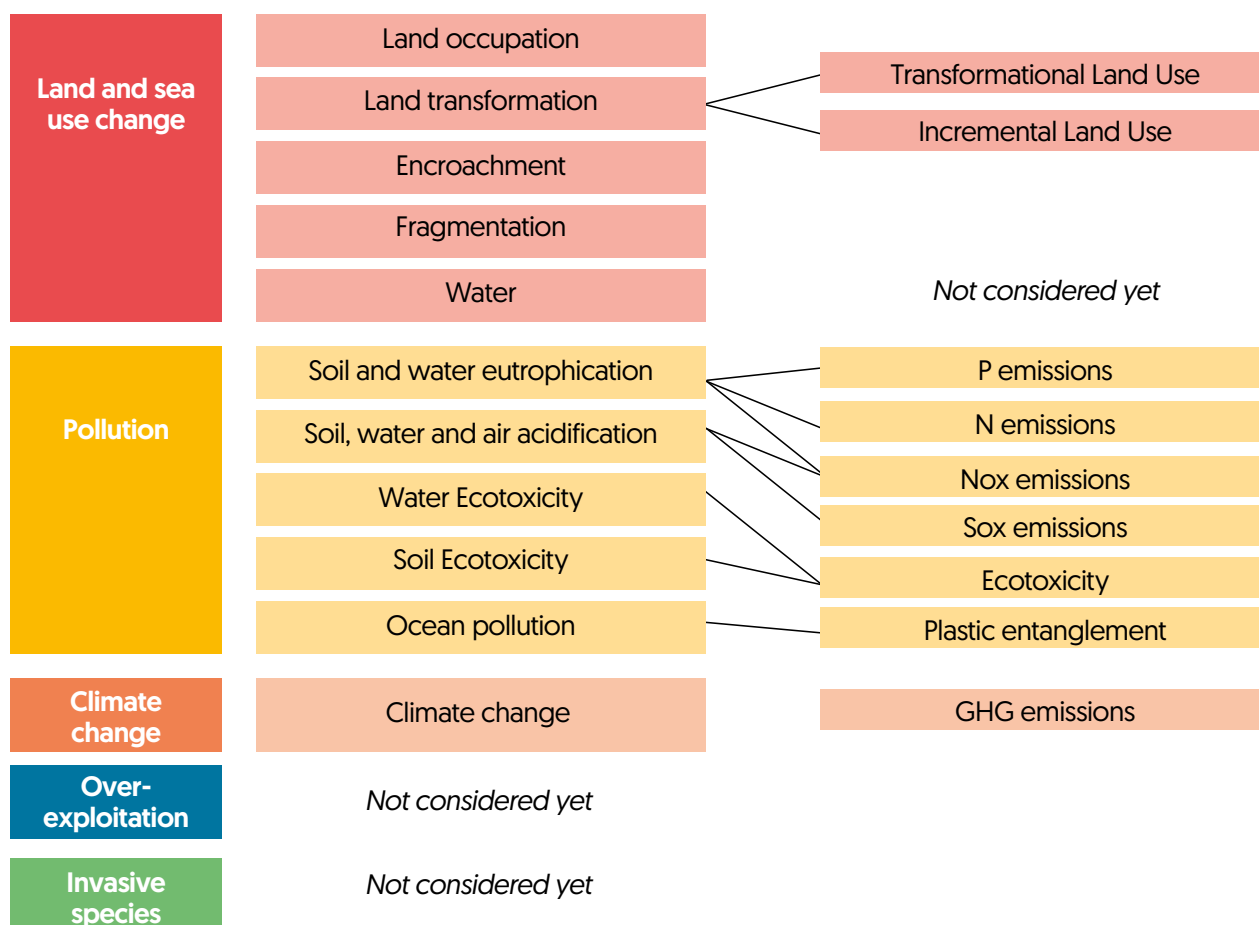 Land and sea
use change
Land occupation
Land transformation
Encroachment
Fragmentation
Water
Transformational Land Use
Incremental Land Use
Not considered yet
Pollution
Soil and water eutrophication
Soil, water and air acidification
Water Ecotoxicity
Soil Ecotoxicity
Ocean pollution
P emissions
N emissions
Nox emissions
Sox emissions
Ecotoxicity
Plastic entanglement
Climate
change
Climate change
GHG emissions
Over-
exploitation
Not considered yet
Invasive
species
Not considered yet